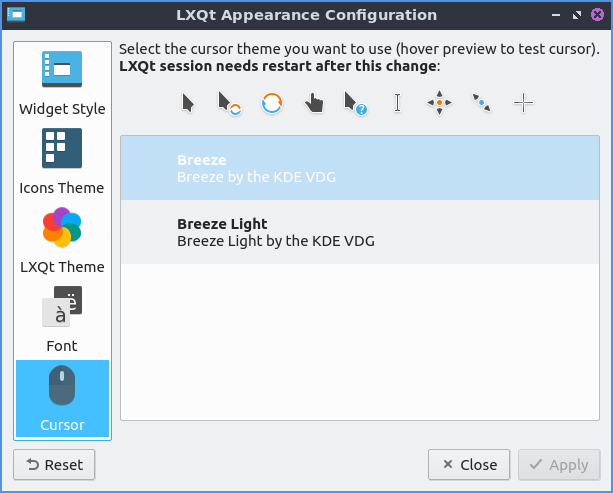 LXQt Appearance Configuration
Widget Style
Icons Theme
LXQt Theme
ë
à
Font
Cursor
Select the cursor theme you want to use (hover preview to test cursor).
LXQt session needs restart after this change:
?
Breeze
Breeze by the KDE VDG
Breeze Light
Breeze Light by the KDE VDG
Reset
Close
Apply